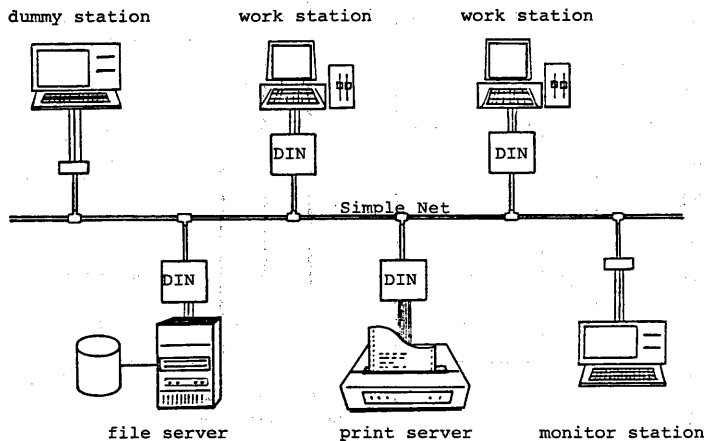 dummy station work station work station
DIN DIN
Simple Net
DIN DIN
file server print server monitor station